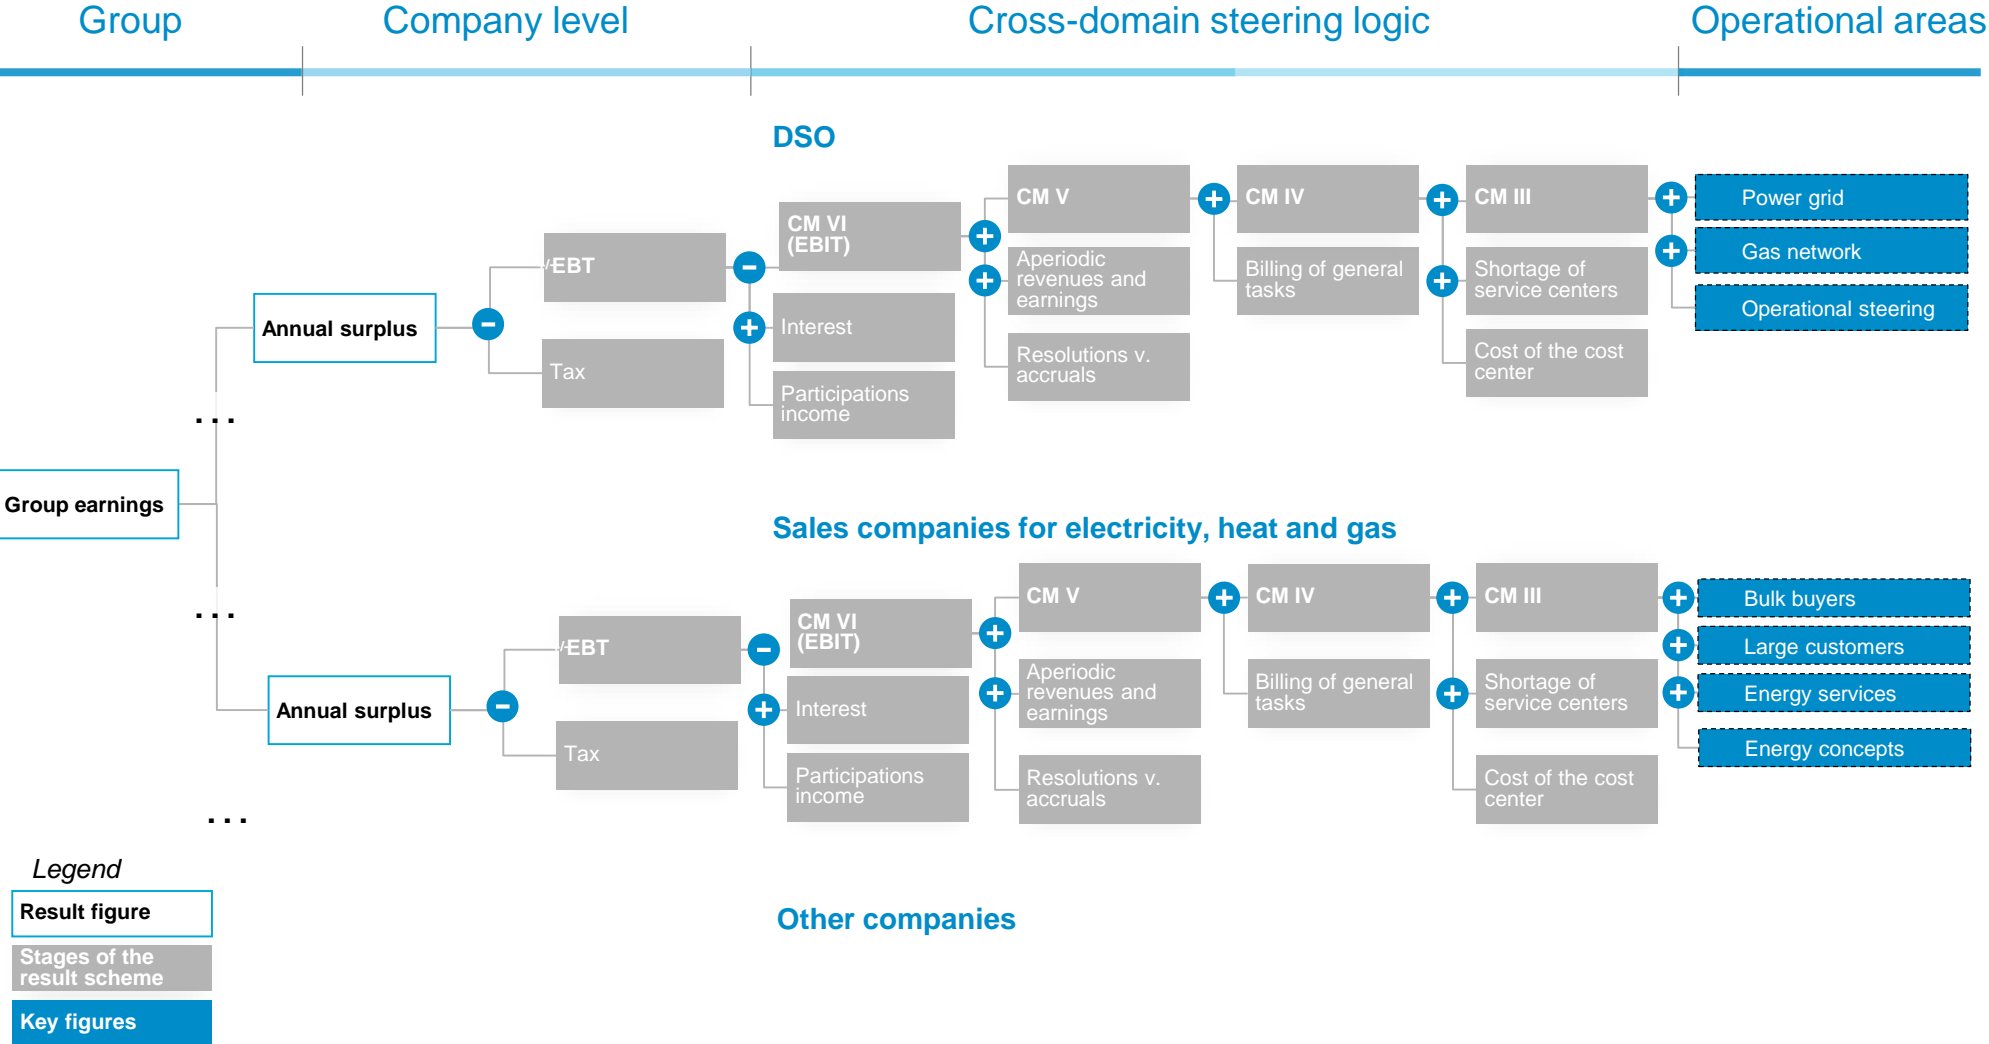 Group
Company level
Cross-domain steering logic
Operational areas
DSO
CM V
CM IV
CM III
Power grid
CM VI
(EBIT)
Gas network
EBT
Aperiodic
revenues and
earnings
Billing of general
tasks
Shortage of
service centers
Operational steering
Annual surplus
Interest
Tax
Resolutions v.
accruals
Cost of the cost
center
Participations
income
...
Group earnings
Sales companies for electricity, heat and gas
CM V
CM IV
CM III
Bulk buyers
...
CM VI
(EBIT)
EBT
Large customers
Aperiodic
revenues and
earnings
Billing of general
tasks
Shortage of
service centers
Energy services
Annual surplus
Interest
Tax
Energy concepts
Participations
income
Resolutions v.
accruals
Cost of the cost
center
...
Legend
Result figure
Other companies
Stages of the
result scheme
Key figures